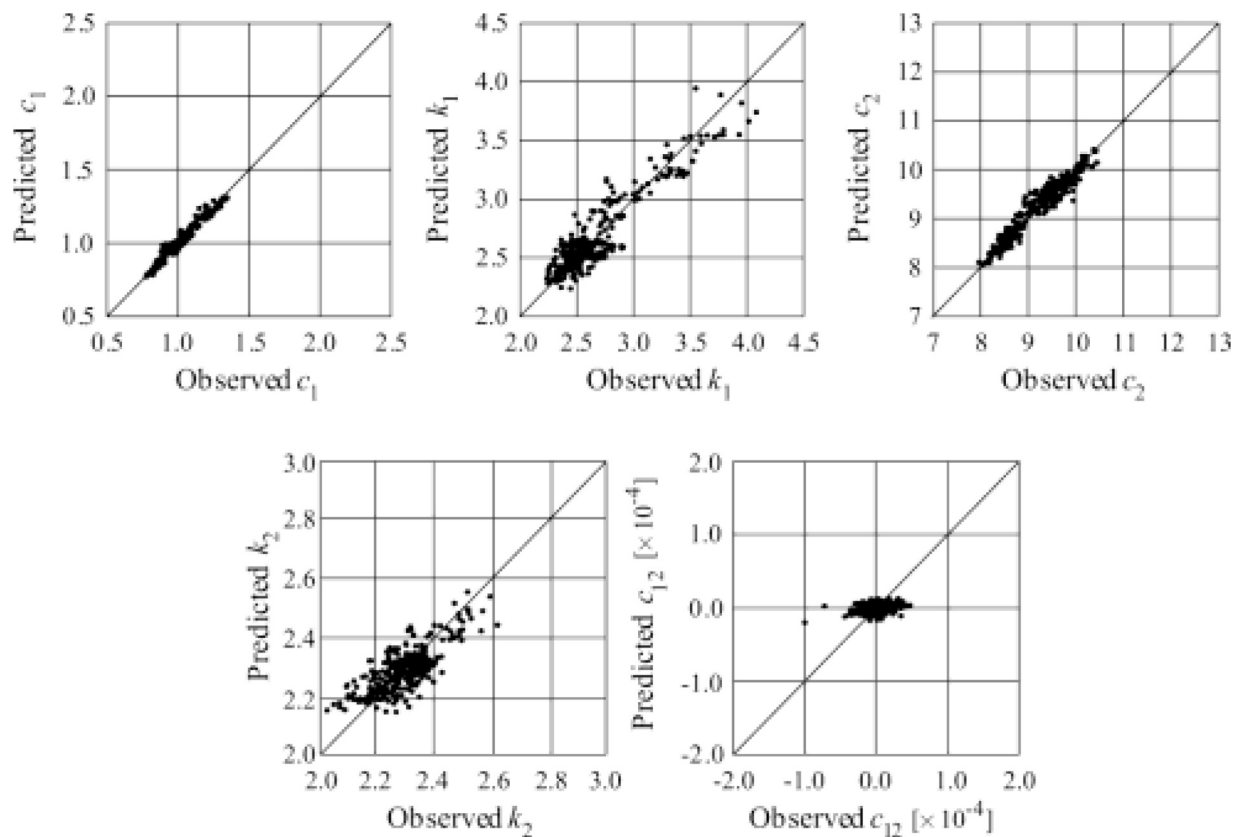 2.5
2.0
1.5
1.0
0.5
Predicted c₁
0.5 1.0 1.5 2.0 2.5
Observed c₁
4.5
4.0
3.5
3.0
2.5
2.0
Predicted k₁
2.0 2.5 3.0 3.5 4.0 4.5
Observed k₁
13
12
11
10
9
8
7
Predicted c₂
7 8 9 10 11 12 13
Observed c₂
3.0
2.8
2.6
2.4
2.2
2.0
Predicted k₂
2.0 2.2 2.4 2.6 2.8 3.0
Observed k₂
2.0
1.0
0.0
-1.0
-2.0
Predicted c₁₂ [×10⁻⁴]
-2.0 -1.0 0.0 1.0 2.0
Observed c₁₂ [×10⁻⁴]